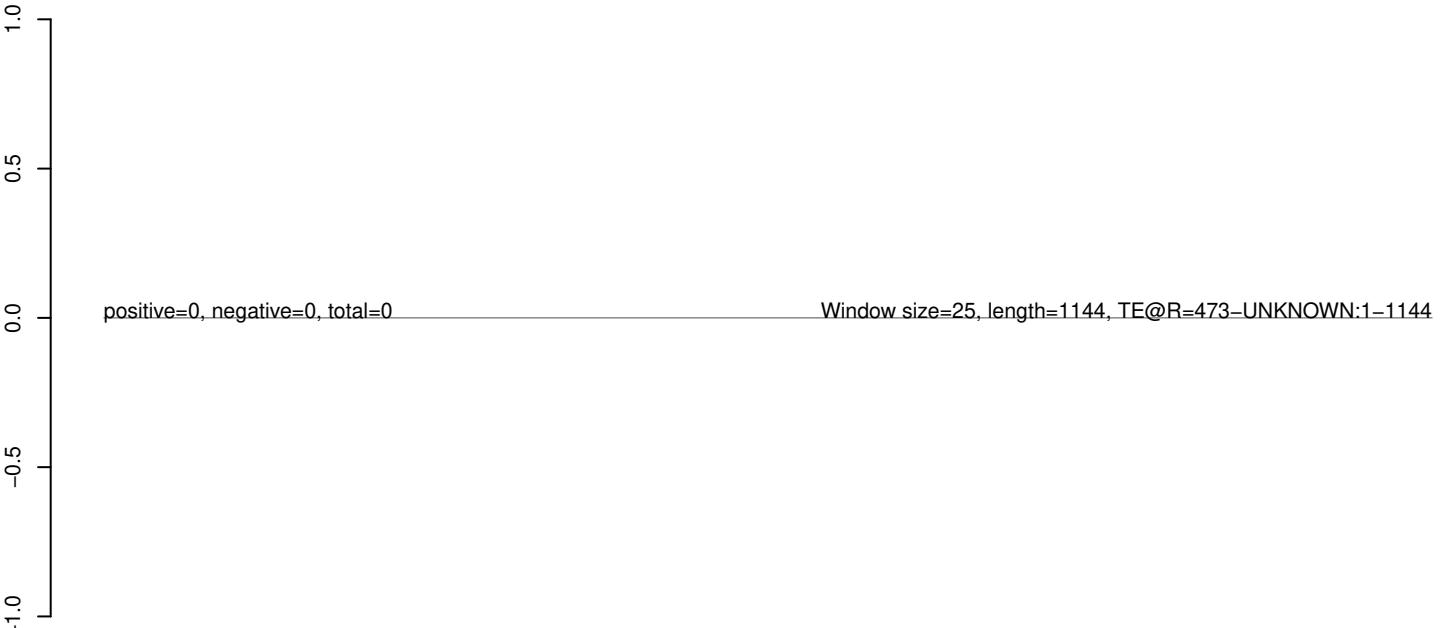 1.0
0.5
0.0
−0.5
−1.0
positive=0, negative=0, total=0
Window size=25, length=1144, TE@R=473−UNKNOWN:1−1144